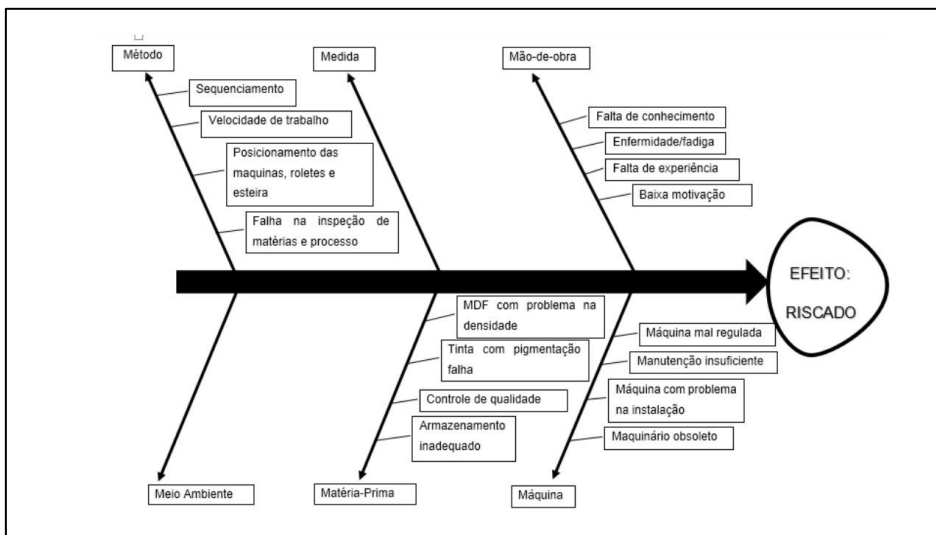 Método
Medida
Mão-de-obra
Sequenciamento
Velocidade de trabalho
Posicionamento das
maquinas, roletes e
esteira
Falha na inspeção de
matérias e processo
Falta de conhecimento
Enfermidade/fadiga
Falta de experiência
Baixa motivação
EFEITO:
RISCADO
MDF com problema na
densidade
Tinta com pigmentação
falha
Controle de qualidade
Armazenamento
inadequado
Máquina mal regulada
Manutenção insuficiente
Máquina com problema
na instalação
Maquinário obsoleto
Meio Ambiente
Matéria-Prima
Máquina